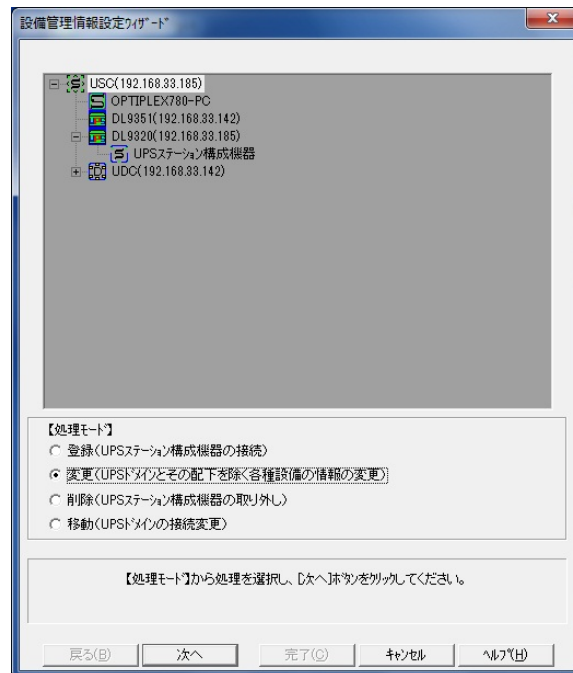 設備管理情報設定ｳｨｻﾞｰﾄﾞ
USC(192.168.33.185)
OPTIPLEX780-PC
DL9351(192.168.33.142)
DL9320(192.168.33.185)
UPSｽﾃｰｼｮﾝ構成機器
UDC(192.168.33.142)
【処理ﾓｰﾄﾞ】
登録(UPSｽﾃｰｼｮﾝ構成機器の接続)
変更(UPSﾄﾞﾒｲﾝとその配下を除く各種設備の情報の変更)
削除(UPSｽﾃｰｼｮﾝ構成機器の取り外し)
移動(UPSﾄﾞﾒｲﾝの接続変更)
【処理ﾓｰﾄﾞ】から処理を選択し、[次へ]ﾎﾞﾀﾝをｸﾘｯｸしてください。
戻る(B) 次へ 完了(C) ｷｬﾝｾﾙ ﾍﾙﾌﾟ(H)